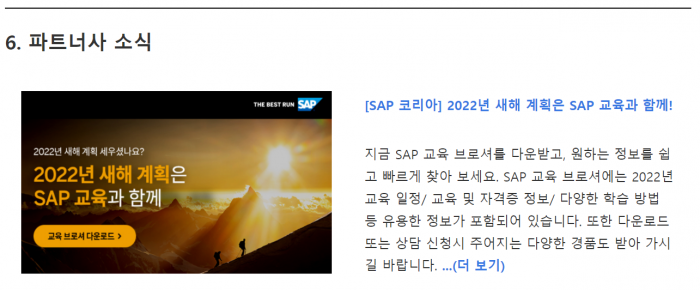 6. 파트너사 소식
THE BEST RUN SAP
2022년 새해 계획 세우셨나요?
2022년 새해 계획은
SAP 교육과 함께
교육 브로셔 다운로드 >
[SAP 코리아] 2022년 새해 계획은 SAP 교육과 함께!
지금 SAP 교육 브로셔를 다운받고, 원하는 정보를 쉽
고 빠르게 찾아 보세요. SAP 교육 브로셔에는 2022년
교육 일정/ 교육 및 자격증 정보/ 다양한 학습 방법
등 유용한 정보가 포함되어 있습니다. 또한 다운로드
또는 상담 신청시 주어지는 다양한 경품도 받아 가시
길 바랍니다. ...(더 보기)